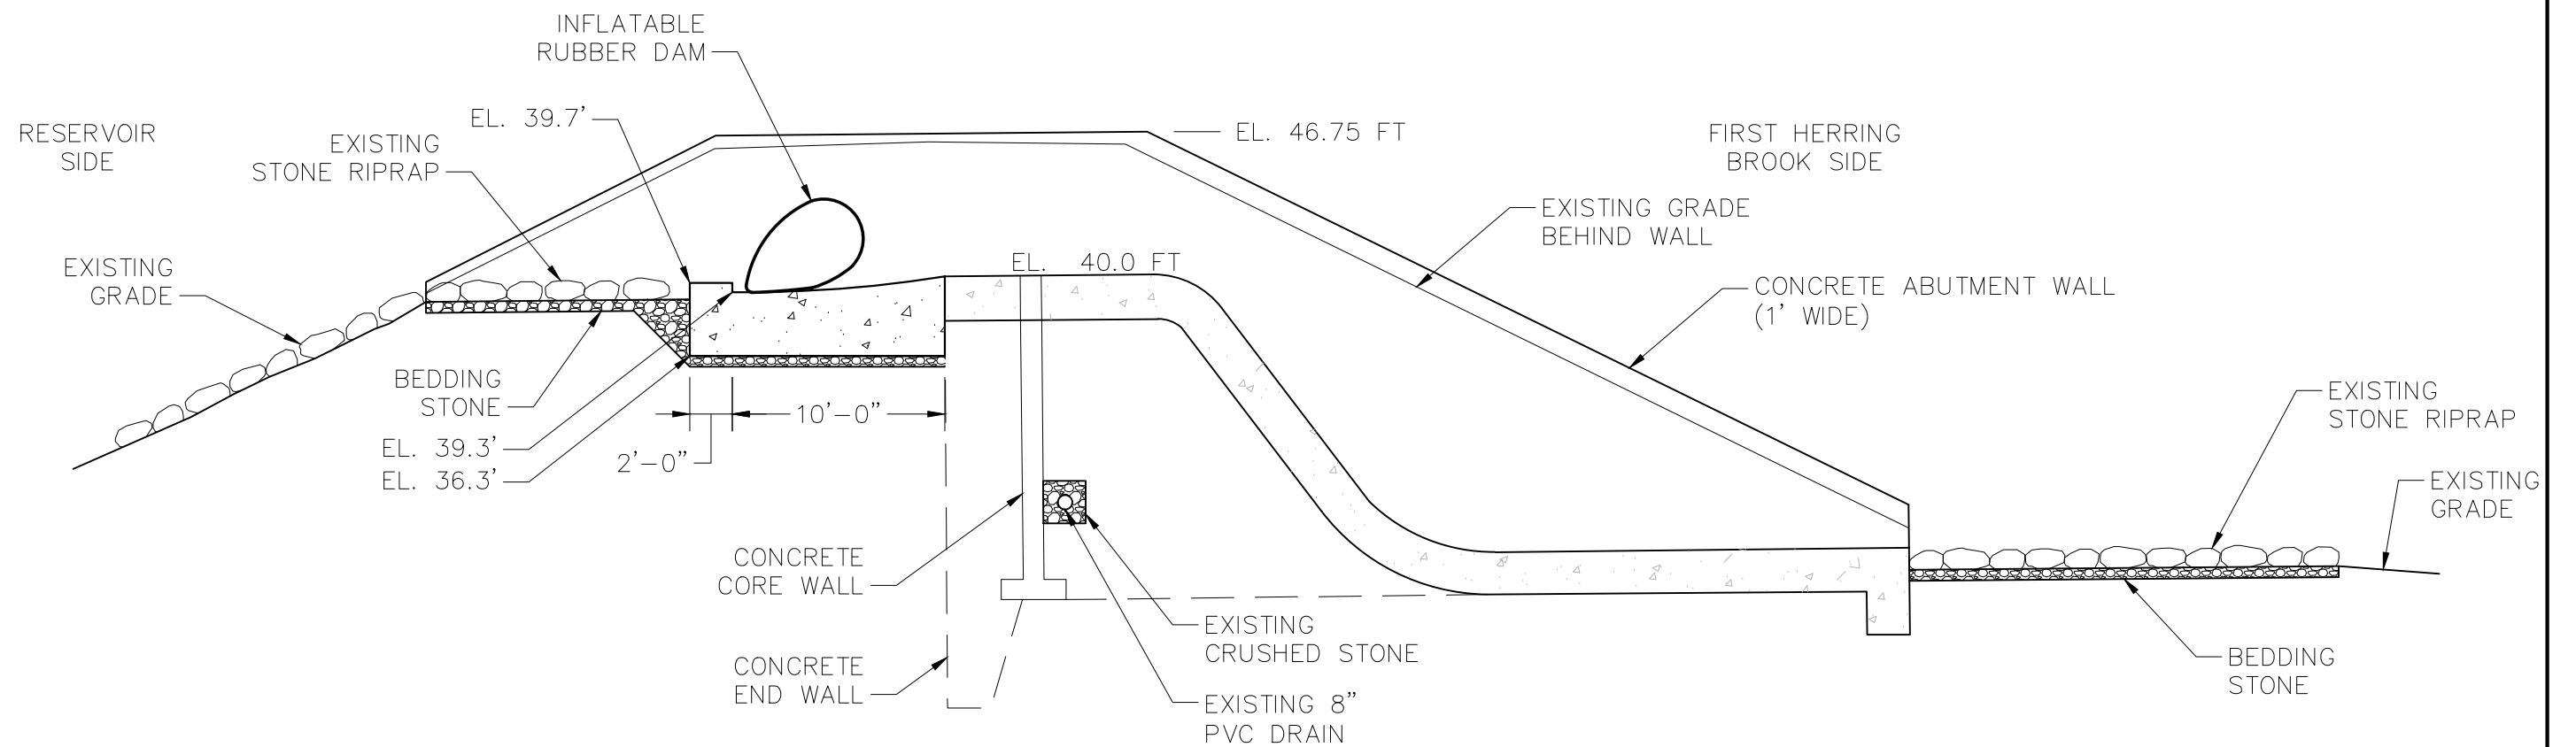 INFLATABLE
RUBBER DAM
EL. 39.7'
RESERVOIR
SIDE
EXISTING
STONE RIPRAP
EL. 46.75 FT
FIRST HERRING
BROOK SIDE
EXISTING GRADE
BEHIND WALL
EXISTING
GRADE
EL. 40.0 FT
CONCRETE ABUTMENT WALL
(1' WIDE)
BEDDING
STONE
10'-0"
EXISTING
STONE RIPRAP
EL. 39.3'
2'-0"
EL. 36.3'
EXISTING
GRADE
CONCRETE
CORE WALL
EXISTING
CRUSHED STONE
CONCRETE
END WALL
BEDDING
STONE
EXISTING 8"
PVC DRAIN